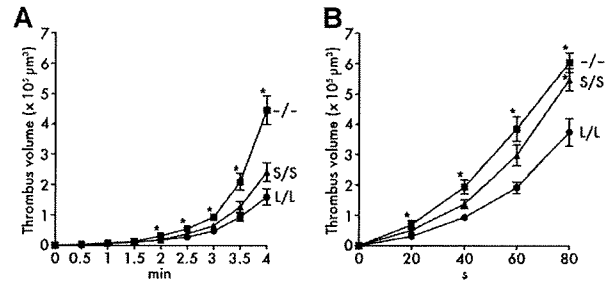 A
B
Thrombus volume (x 10⁵ µm³)
7
6
5
4
3
2
1
0
0 0.5 1 1.5 2 2.5 3 3.5 4
min
* * * * *
-/-
S/S
L/L
Thrombus volume (x 10⁵ µm³)
7
6
5
4
3
2
1
0
0 20 40 60 80
s
* * * * *
-/-
S/S
L/L